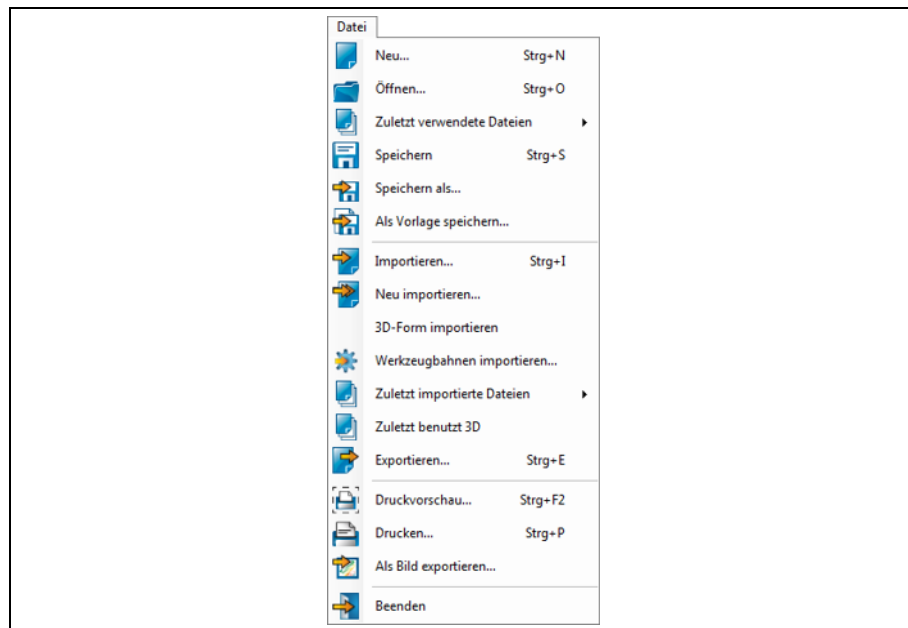 Datei
Neu... Strg+N
Öffnen... Strg+O
Zuletzt verwendete Dateien
Speichern Strg+S
Speichern als...
Als Vorlage speichern...
Importieren... Strg+I
Neu importieren...
3D-Form importieren
Werkzeugbahnen importieren...
Zuletzt importierte Dateien
Zuletzt benutzt 3D
Exportieren... Strg+E
Druckvorschau... Strg+F2
Drucken... Strg+P
Als Bild exportieren...
Beenden